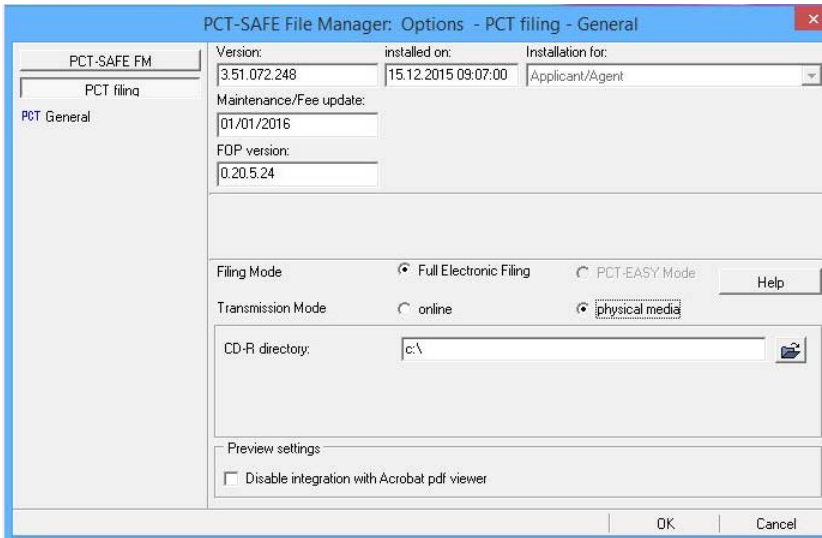 PCT-SAFE File Manager: Options - PCT filing - General
PCT-SAFE FM
PCT filing
PCT General
Version: installed on: Installation for:
3.51.072.248 15.12.2015 09:07:00 Applicant/Agent
Maintenance/Fee update:
01/01/2016
FOP version:
0.20.5.24
Filing Mode Full Electronic Filing PCT-EASY Mode Help
Transmission Mode online physical media
CD-R directory: c:\
Preview settings
Disable integration with Acrobat pdf viewer
OK Cancel